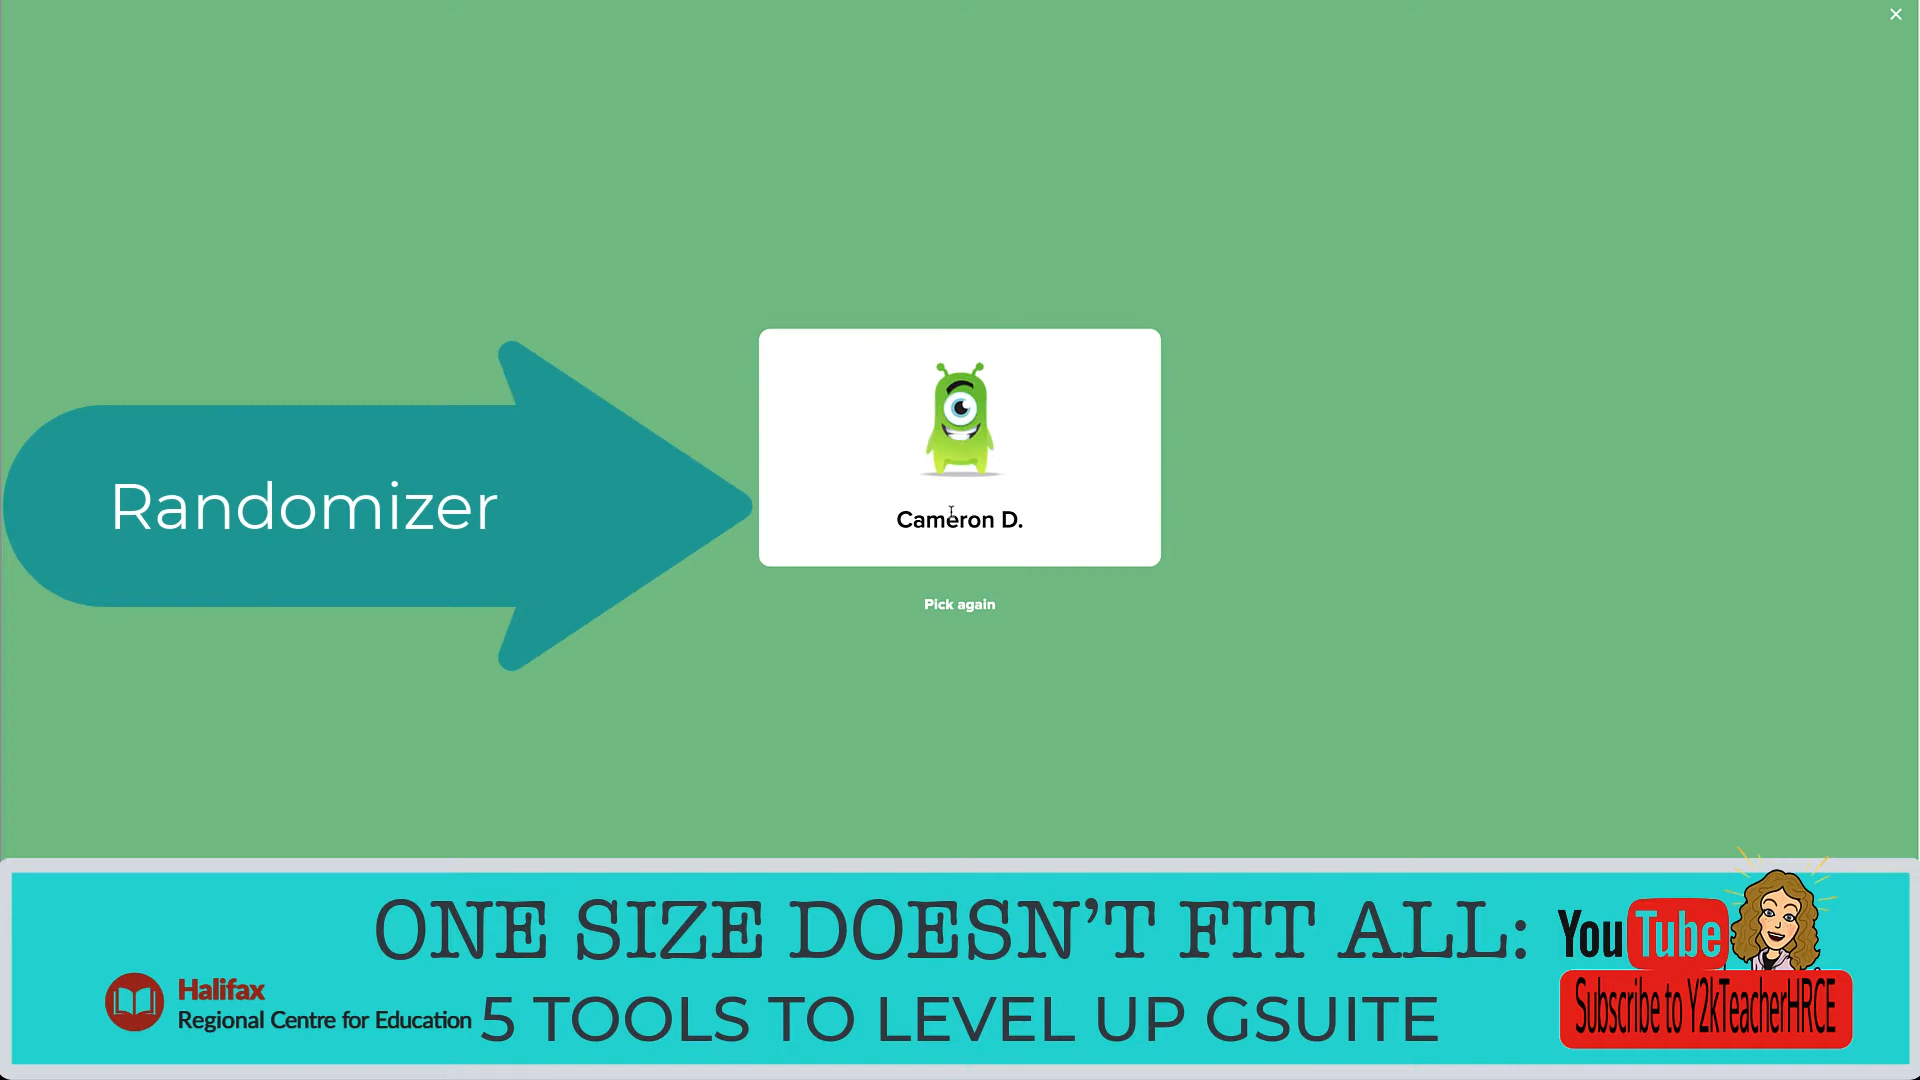 Randomizer
Cameron D.
Pick again
ONE SIZE DOESN'T FIT ALL:
5 TOOLS TO LEVEL UP GSUITE
Halifax
Regional Centre for Education
YouTube
Subscribe to Y2kTeacherHRCE